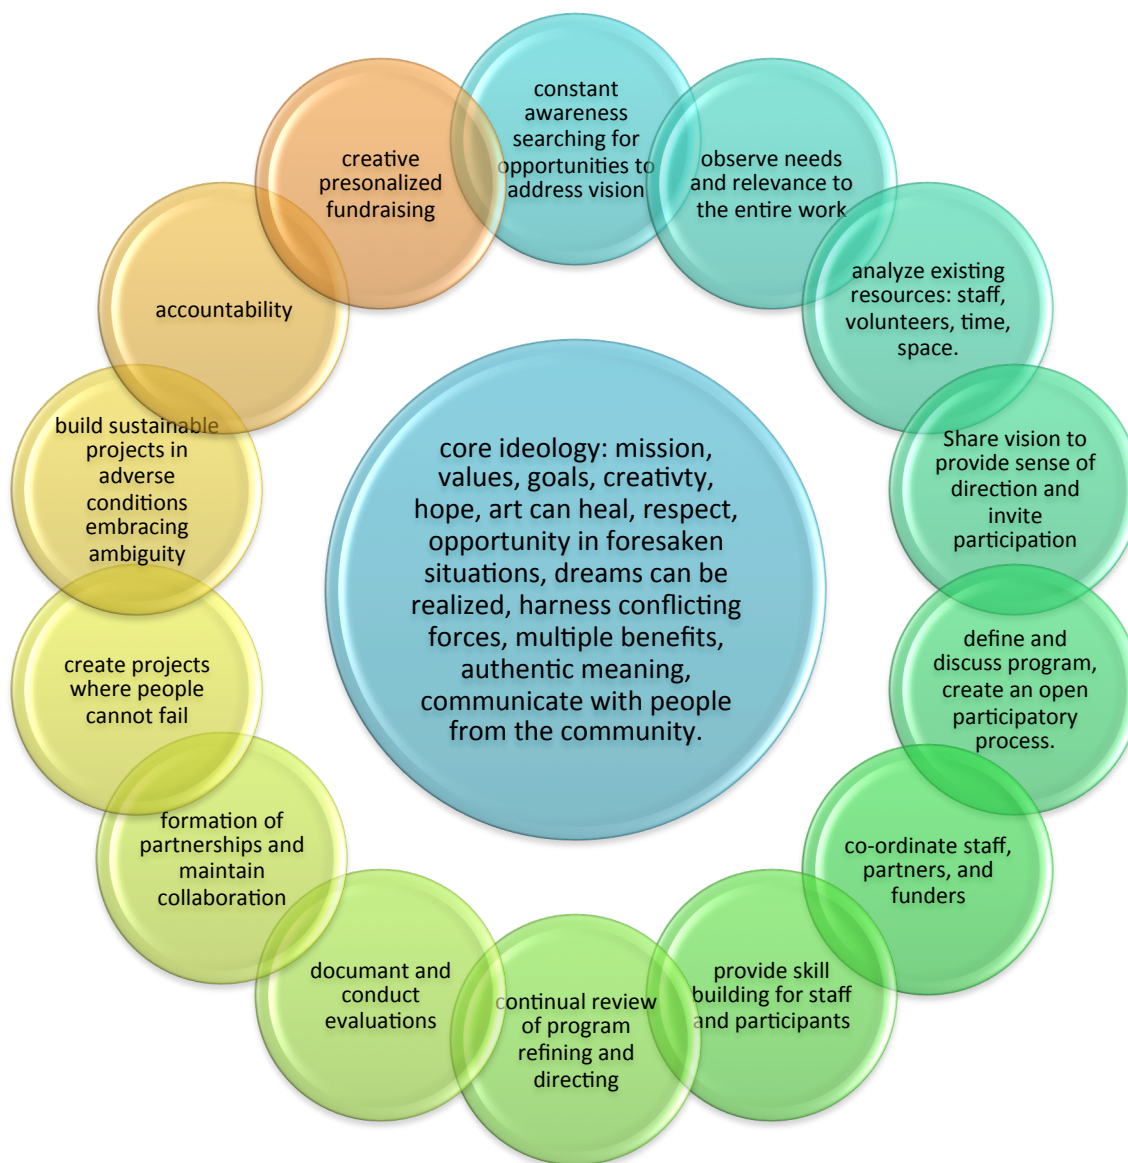 constant
awareness
searching for
opportunities to
address vision
observe needs
and relevance to
the entire work
analyze existing
resources: staff,
volunteers, time,
space.
Share vision to
provide sense of
direction and
invite
participation
define and
discuss program,
create an open
participatory
process.
co-ordinate staff,
partners, and
funders
provide skill
building for staff
and participants
continual review
of program
refining and
directing
documant and
conduct
evaluations
formation of
partnerships and
maintain
collaboration
create projects
where people
cannot fail
build sustainable
projects in
adverse
conditions
embracing
ambiguity
accountability
creative
presonalized
fundraising
core ideology: mission,
values, goals, creativty,
hope, art can heal, respect,
opportunity in foresaken
situations, dreams can be
realized, harness conflicting
forces, multiple benefits,
authentic meaning,
communicate with people
from the community.